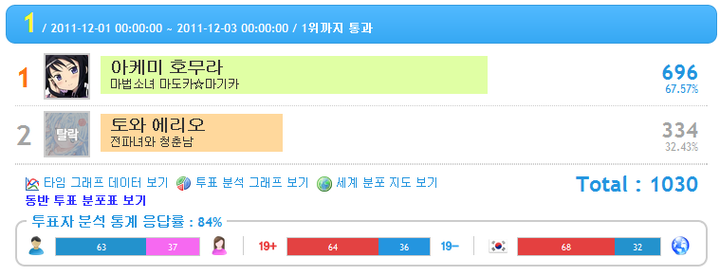 1 / 2011-12-01 00:00:00 ~ 2011-12-03 00:00:00 / 1위까지 통과
1 아케미 호무라 696
마법소녀 마도카☆마기카 67.57%
2 탈락 토와 에리오 334
전파녀와 청춘남 32.43%
타임 그래프 데이터 보기 투표 분석 그래프 보기 세계 분포 지도 보기 Total : 1030
동반 투표 분포표 보기
투표자 분석 통계 응답률 : 84%
63 37 19+ 64 36 19- 68 32